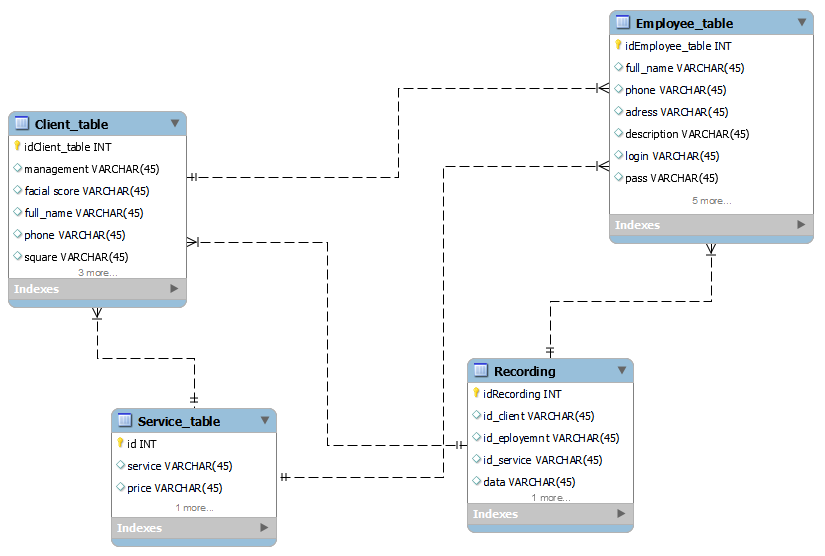 Employee_table
idEmployee_table INT
full_name VARCHAR(45)
phone VARCHAR(45)
adress VARCHAR(45)
description VARCHAR(45)
login VARCHAR(45)
pass VARCHAR(45)
5 more...
Indexes
Client_table
idClient_table INT
management VARCHAR(45)
facial score VARCHAR(45)
full_name VARCHAR(45)
phone VARCHAR(45)
square VARCHAR(45)
3 more...
Indexes
Recording
idRecording INT
id_client VARCHAR(45)
id_eployemnt VARCHAR(45)
id_service VARCHAR(45)
data VARCHAR(45)
1 more...
Indexes
Service_table
id INT
service VARCHAR(45)
price VARCHAR(45)
1 more...
Indexes